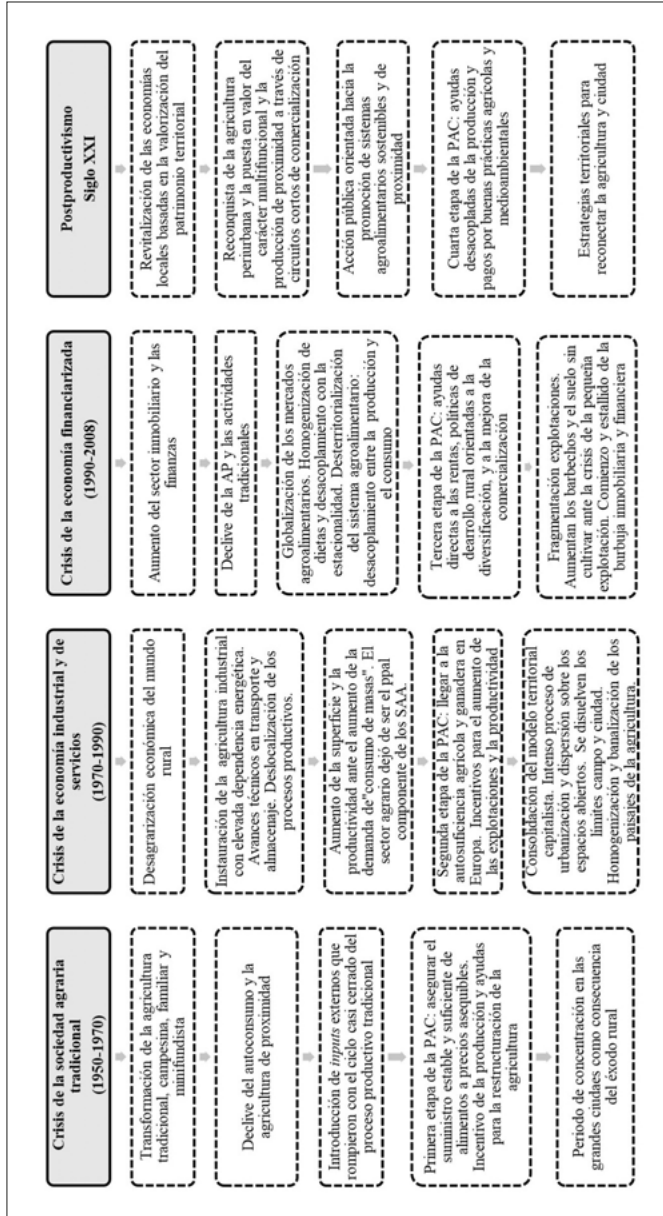 Crisis de la sociedad agraria
tradicional
(1950-1970)
Transformación de la agricultura
tradicional, campesina, familiar y
minifundista
Declive del autoconsumo y la
agricultura de proximidad
Introducción de inputs externos que
rompieron con el ciclo casi cerrado del
proceso productivo tradicional
Primera etapa de la PAC: asegurar el
suministro estable y suficiente de
alimentos a precios asequibles.
Incentivo de la producción y ayudas
para la restructuración de la
agricultura
Periodo de concentración en las
grandes ciudaes como consecuencia
del éxodo rural
Crisis de la economía industrial y de
servicios
(1970-1990)
Desagrarización económica del mundo
rural
Instauración de la agricultura industrial
con elevada dependencia energética.
Avances técnicos en transporte y
almacenaje. Deslocalización de los
procesos productivos.
Aumento de la superficie y la
productividad ante el aumento de la
demanda de"consumo de masas". El
sector agrario dejó de ser el ppal
componente de los SAA.
Segunda etapa de la PAC: llegar a la
autosuficiencia agrícola y ganadera en
Europa. Incentivos para el aumento de
las explotaciones y la productividad
Consolidación del modelo territorial
capitalista. Intenso proceso de
urbanización y dispersión sobre los
espacios abiertos. Se disuelven los
límites campo y ciudad.
Homogenización y banalización de los
paisajes de la agricultura.
Crisis de la economía financiarizada
(1990-2008)
Aumento del sector inmobiliario y las
finanzas
Declive de la AP y las actividades
tradicionales
Globalización de los mercados
agroalimentarios. Homogenización de
dietas y desacoplamiento con la
estacionalidad. Desterritorialización
del sistema agroalimentario:
desacoplamiento entre la producción y
el consumo
Tercera etapa de la PAC: ayudas
directas a las rentas, políticas de
dearrollo rural orientadas a la
diversificación, y a la mejora de la
comercialización
Fragmentación explotaciones.
Aumentan los barbechos y el suelo sin
cultivar ante la crisis de la pequeña
explotación. Comienzo y estallido de la
burbuja inmobiliaria y financiera
Postproductivismo
Siglo XXI
Revitalización de las economías
locales basadas en la valorización del
patrimonio territorial
Reconquista de la agricultura
periurbana y la puesta en valor del
carácter multifuncional y la
producción de proximidad a través de
circuitos cortos de comercialización
Acción pública orientada hacia la
promoción de sistemas
agroalimentarios sostenibles y de
proximidad
Cuarta etapa de la PAC: ayudas
desacopladas de la producción y
pagos por buenas prácticas agrícolas y
medioambientales
Estrategias territoriales para
reconectar la agricultura y ciudad